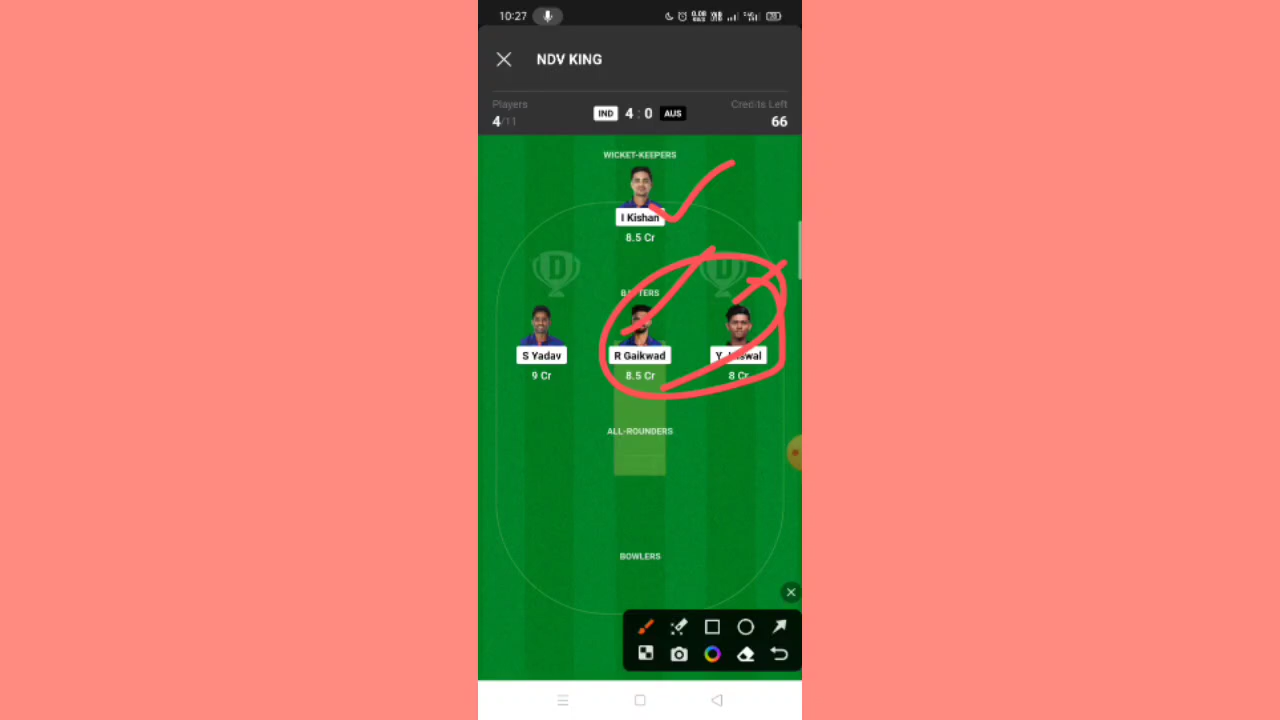 10:27
NDV KING
Players
Credits Left
4/11
IND 4 : 0 AUS
66
WICKET-KEEPERS
I Kishan
8.5 Cr
S Yadav
R Gaikwad
9 Cr
8.5 Cr
8 Cr
ALL-ROUNDERS
BOWLERS